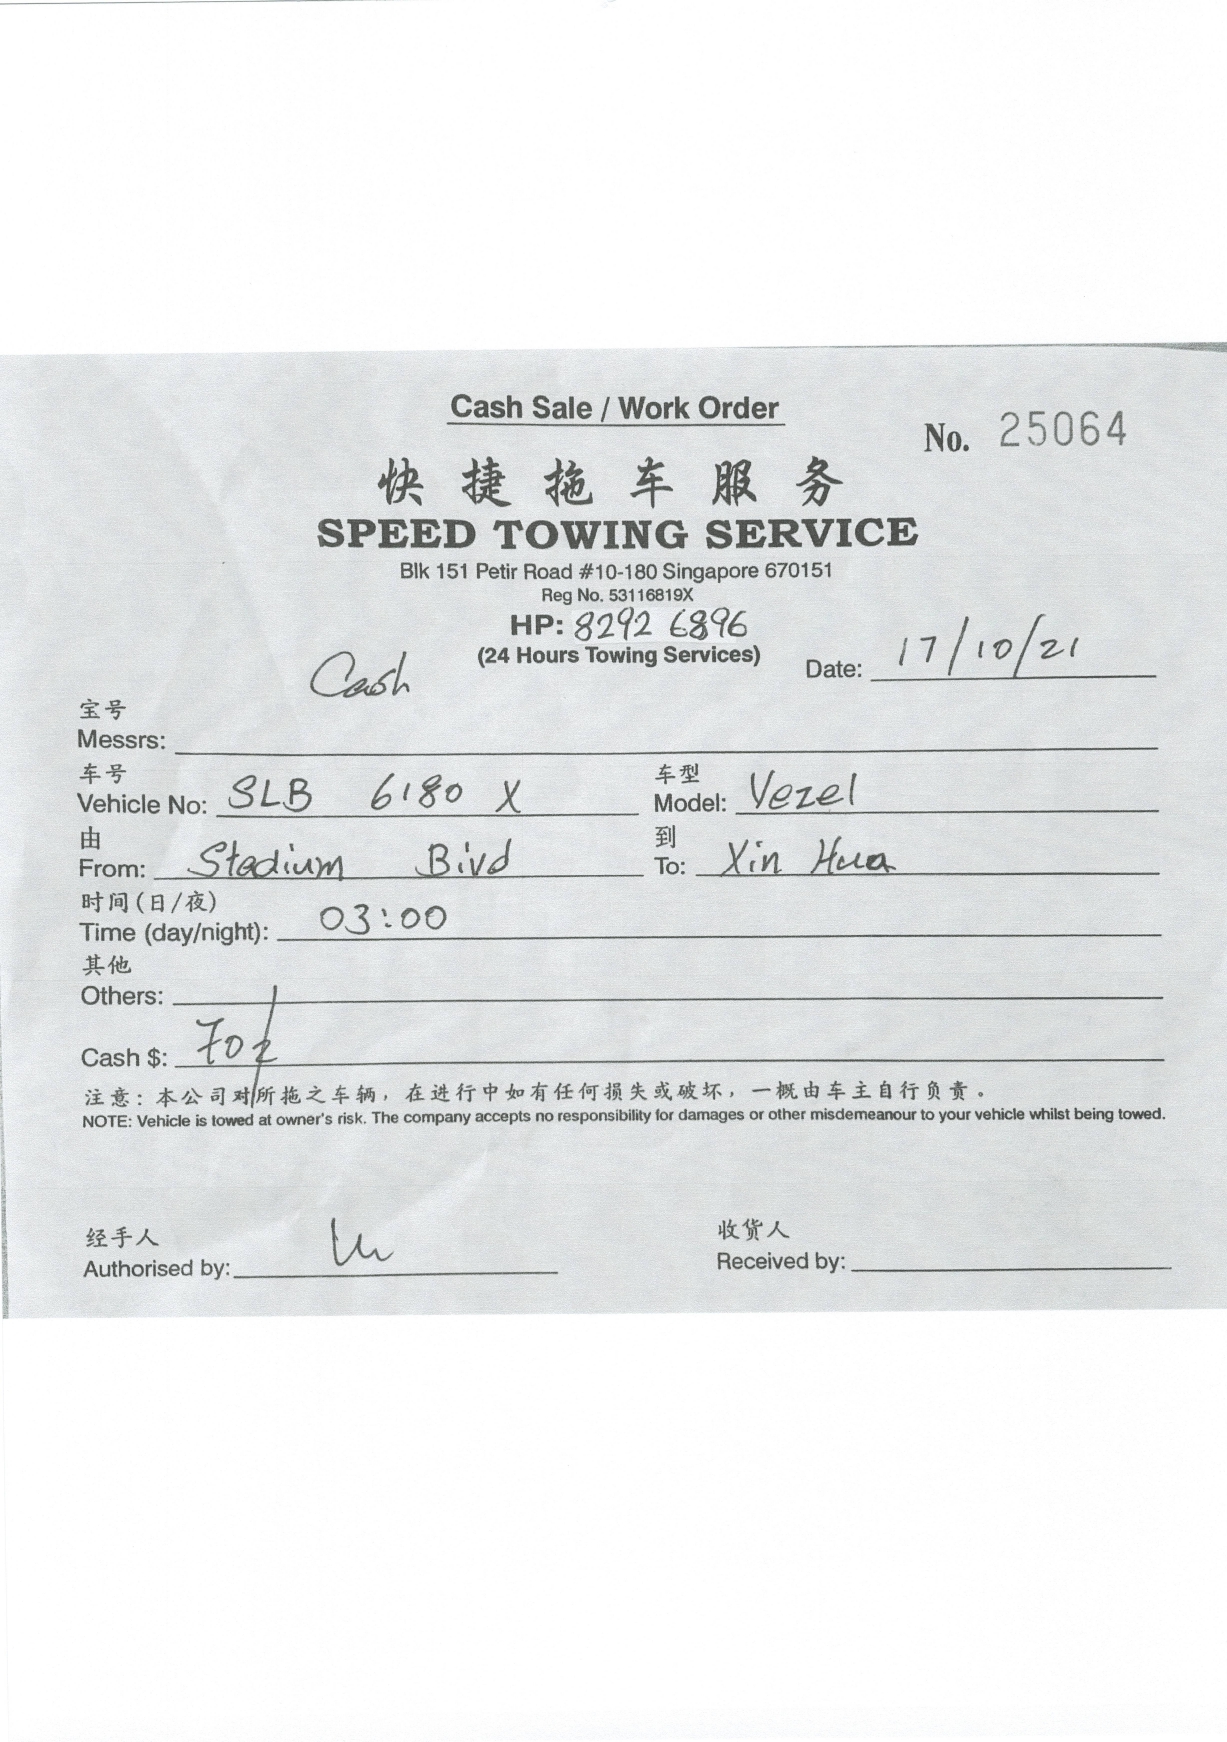 Cash Sale / Work Order
No. 25064
快捷拖车服务
SPEED TOWING SERVICE
Blk 151 Petir Road #10-180 Singapore 670151
Reg No. 53116819X
HP: 8292 6896
(24 Hours Towing Services)
Date: 17/10/21
Cash
宝号
Messrs:
车号
Vehicle No: SLB 6180 X
车型
Model: Vezel
由
From: Stadium Bivd
到
To: Xin Hua
时间(日/夜)
Time (day/night): 03:00
其他
Others:
Cash $: 70
注意：本公司对所拖之车辆，在进行中如有任何损失或破坏，一概由车主自行负责。
NOTE: Vehicle is towed at owner's risk. The company accepts no responsibility for damages or other misdemeanour to your vehicle whilst being towed.
经手人
Authorised by:
收货人
Received by: